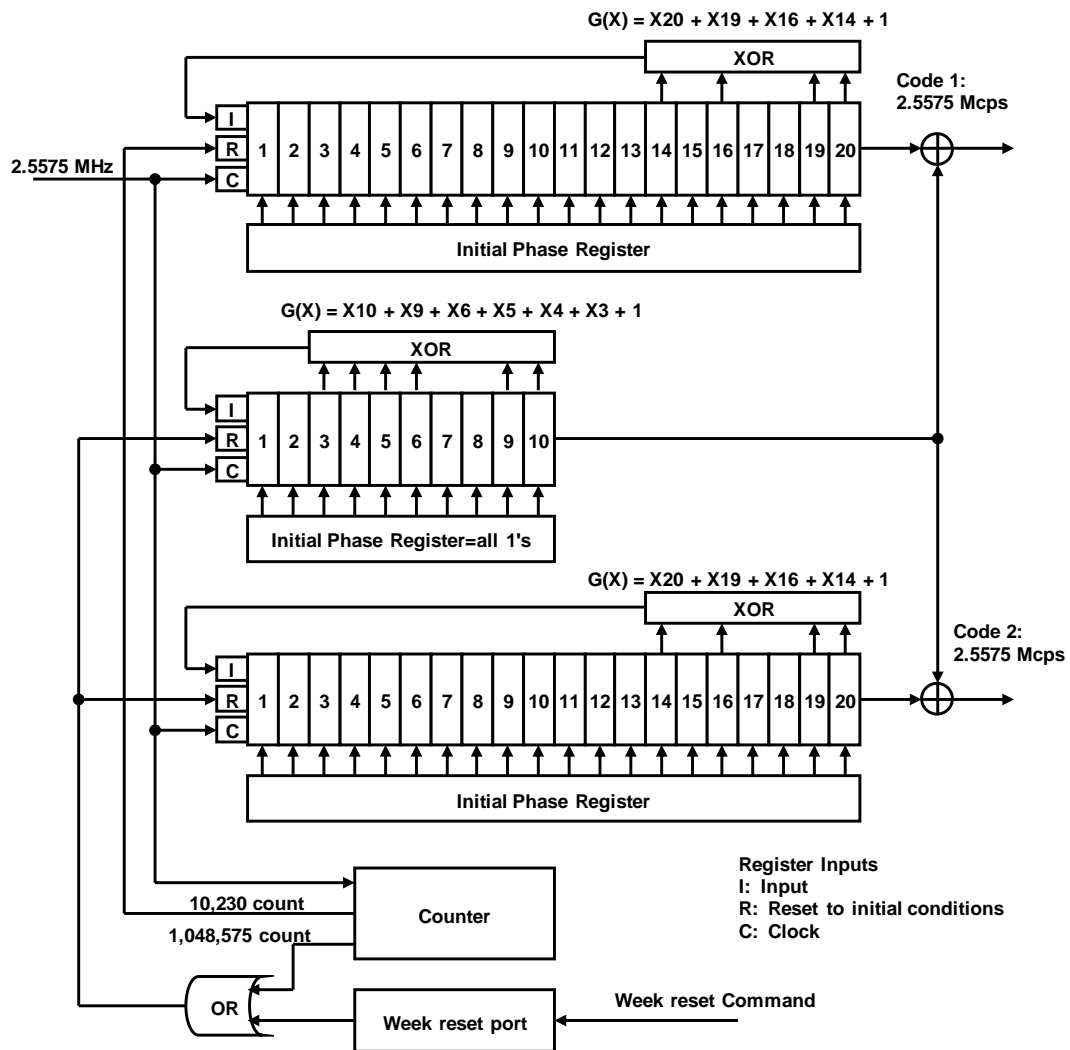 G(X) = X20 + X19 + X16 + X14 + 1
XOR
Code 1:
2.5575 Mcps
I
R
C
1 2 3 4 5 6 7 8 9 10 11 12 13 14 15 16 17 18 19 20
2.5575 MHz
Initial Phase Register
G(X) = X10 + X9 + X6 + X5 + X4 + X3 + 1
XOR
I
R
C
1 2 3 4 5 6 7 8 9 10
Initial Phase Register=all 1's
G(X) = X20 + X19 + X16 + X14 + 1
XOR
Code 2:
2.5575 Mcps
I
R
C
1 2 3 4 5 6 7 8 9 10 11 12 13 14 15 16 17 18 19 20
Initial Phase Register
Register Inputs
I: Input
R: Reset to initial conditions
C: Clock
10,230 count
Counter
1,048,575 count
OR
Week reset port
Week reset Command